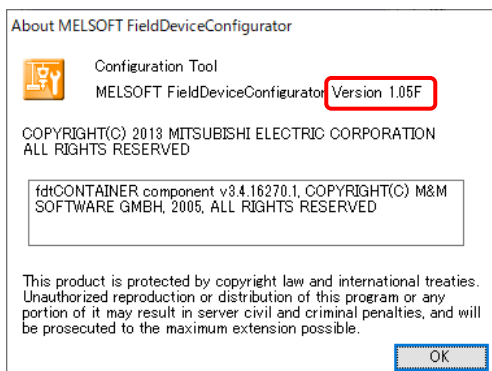 About MELSOFT FieldDeviceConfigurator
Configuration Tool
MELSOFT FieldDeviceConfigurator Version 1.05F
COPYRIGHT(C) 2013 MITSUBISHI ELECTRIC CORPORATION
ALL RIGHTS RESERVED
fdtCONTAINER component v3.4.16270.1, COPYRIGHT(C) M&M
SOFTWARE GMBH, 2005, ALL RIGHTS RESERVED
This product is protected by copyright law and international treaties.
Unauthorized reproduction or distribution of this program or any
portion of it may result in server civil and criminal penalties, and will
be prosecuted to the maximum extension possible.
OK